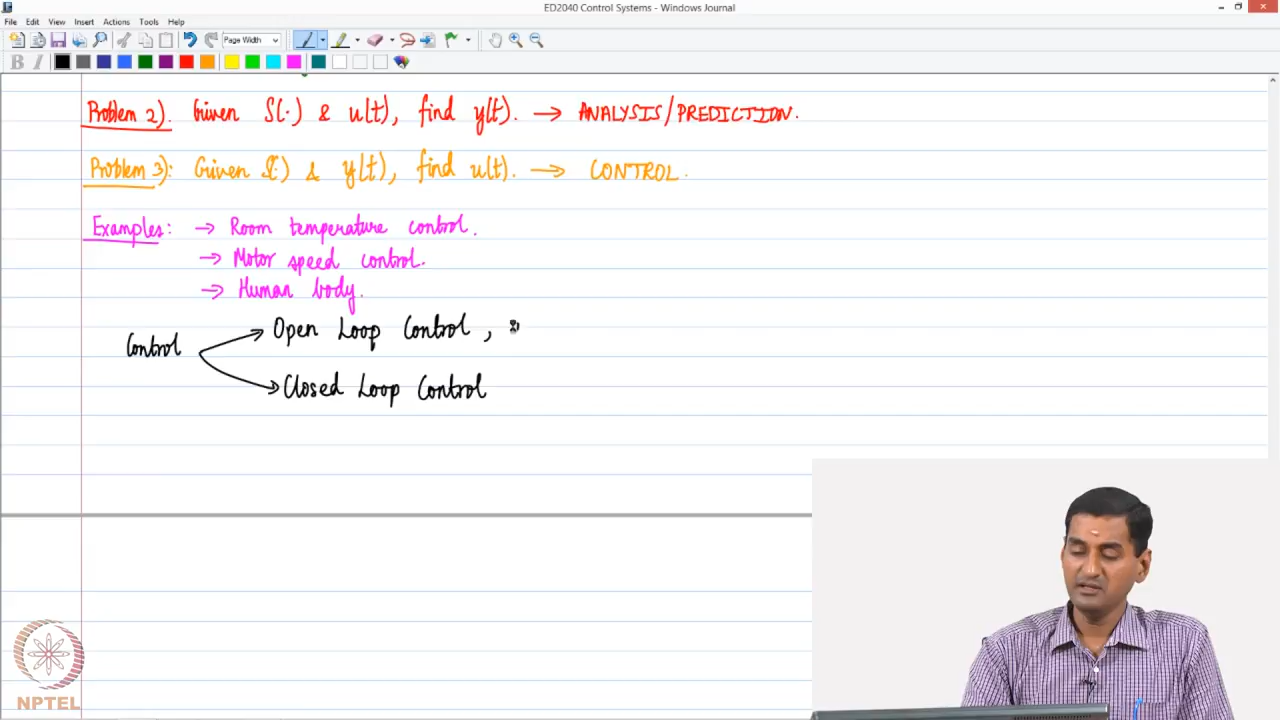 ED2040 Control Systems - Windows Journal
File Edit View Insert Actions Tools Help
Page Width
Problem 2). Given S(·) & u(t), find y(t). → ANALYSIS/PREDICTION.
Problem 3): Given S(·) & y(t), find u(t). → CONTROL.
Examples: → Room temperature control.
→ Motor speed control.
→ Human body.
Control
Open Loop Control ,
Closed Loop Control
NPTEL